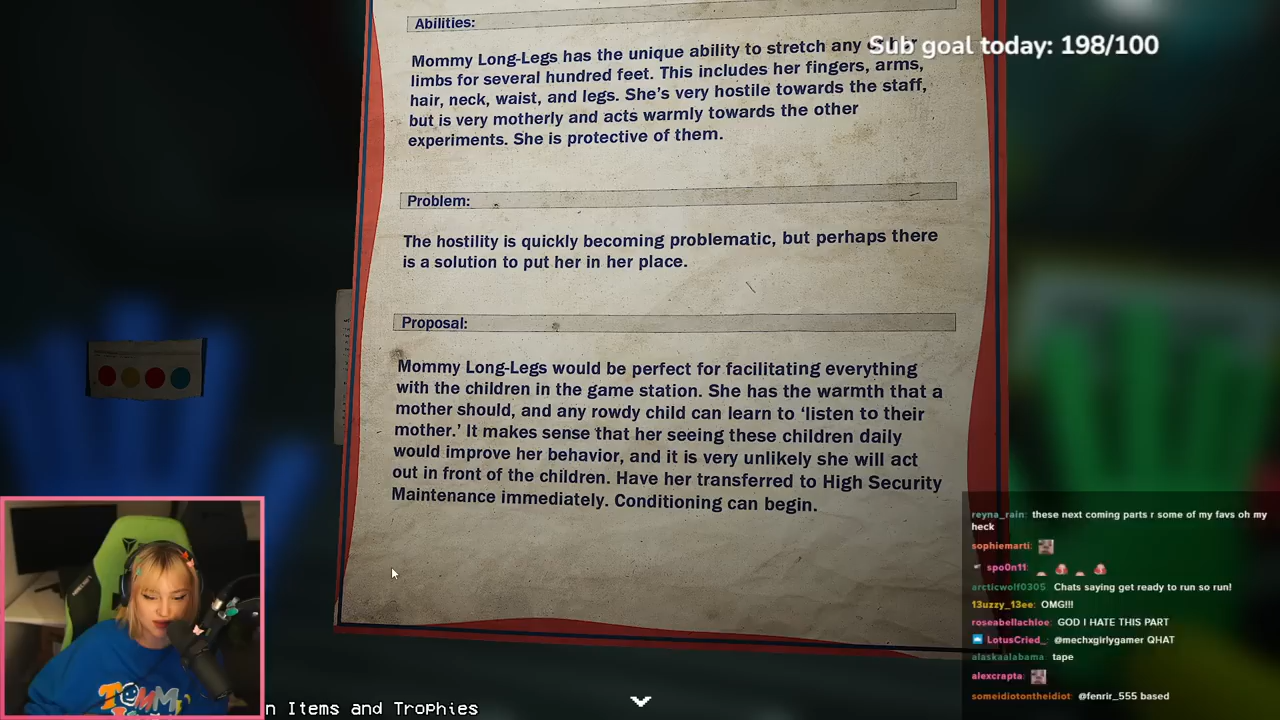 Abilities:
Mommy Long-Legs has the unique ability to stretch any
limbs for several hundred feet. This includes her fingers, arms,
hair, neck, waist, and legs. She's very hostile towards the staff,
but is very motherly and acts warmly towards the other
experiments. She is protective of them.
Problem:
The hostility is quickly becoming problematic, but perhaps there
is a solution to put her in her place.
Proposal:
Mommy Long-Legs would be perfect for facilitating everything
with the children in the game station. She has the warmth that a
mother should, and any rowdy child can learn to 'listen to their
mother.' It makes sense that her seeing these children daily
would improve her behavior, and it is very unlikely she will act
out in front of the children. Have her transferred to High Security
Maintenance immediately. Conditioning can begin.
Sub goal today: 198/100
reyna_rain: these next coming parts r some of my favs oh my
heck
sophiemarti:
spo0n11:
arcticwolf0305: Chats saying get ready to run so run!
13uzzy_13ee: OMG!!!
roseabellachloe: GOD I HATE THIS PART
LotusCried_: @mechxgirlygamer QHAT
alaskaalabama: tape
alexcrapta:
someidiotontheidiot: @fenrir_555 based
n Items and Trophies